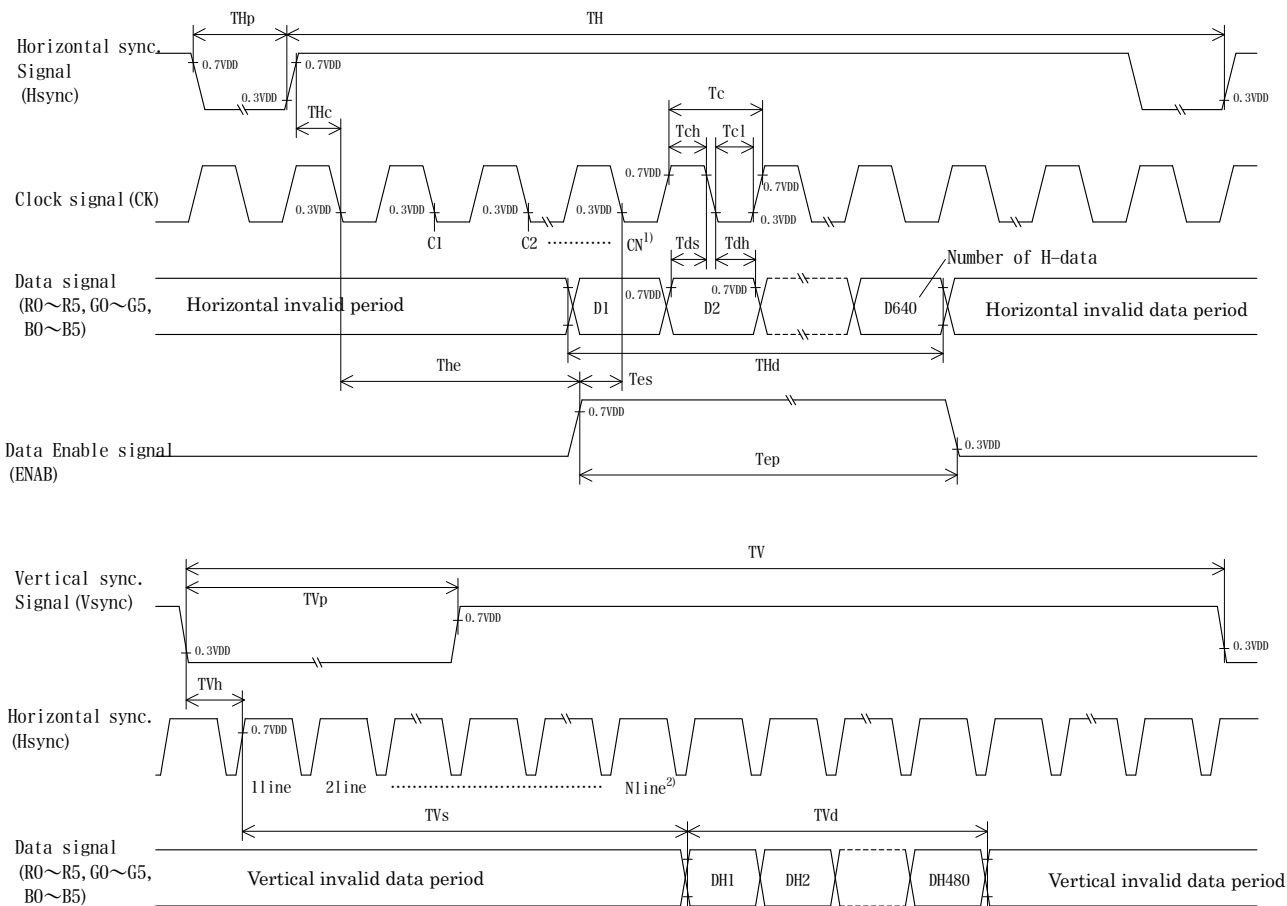 THp
TH
Horizontal sync.
Signal
(Hsync)
0.7VDD
0.7VDD
0.3VDD
0.3VDD
THc
Tc
Tch
Tcl
Clock signal(CK)
0.7VDD
0.7VDD
0.3VDD
0.3VDD
0.3VDD
0.3VDD
0.3VDD
C1
C2
CN1)
Tds
Tdh
Number of H-data
Data signal
(R0～R5,G0～G5,
B0～B5)
Horizontal invalid period
D1
0.7VDD
D2
0.7VDD
D640
Horizontal invalid data period
THd
The
Tes
Data Enable signal
(ENAB)
0.7VDD
0.3VDD
Tep
TV
Vertical sync.
Signal(Vsync)
TVp
0.7VDD
0.3VDD
0.3VDD
TVh
Horizontal sync.
(Hsync)
0.7VDD
1line
2line
Nline2)
TVs
TVd
Data signal
(R0～R5,G0～G5,
B0～B5)
Vertical invalid data period
DH1
DH2
DH480
Vertical invalid data period